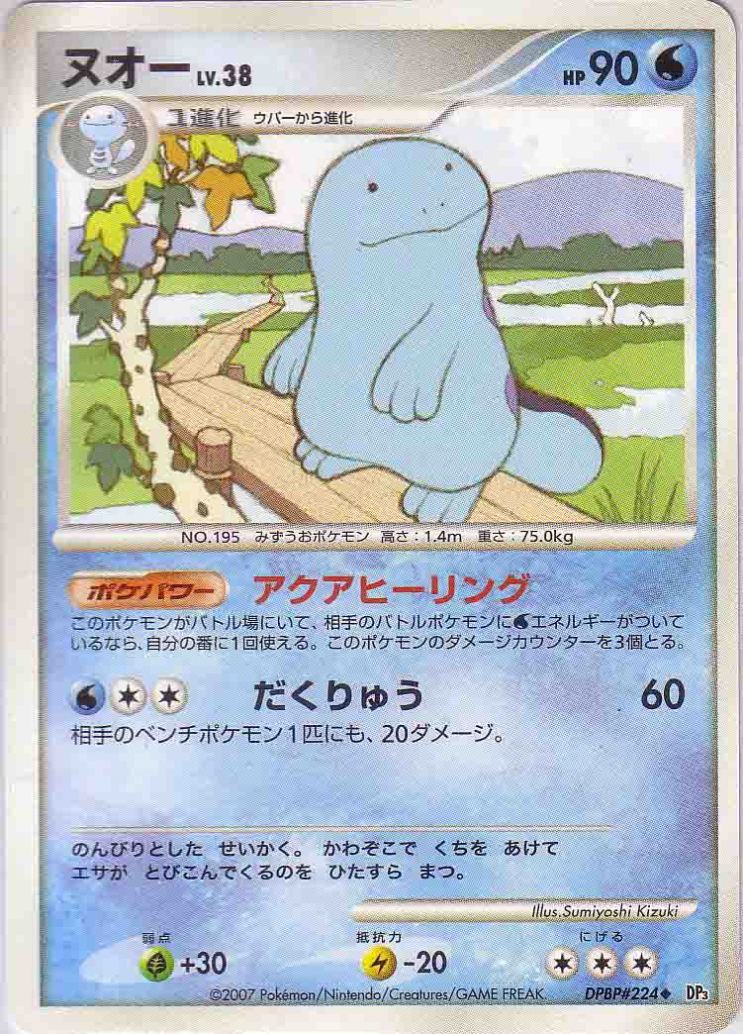 ヌオー LV.38 HP 90
1進化 ウパーから進化
NO.195 みずうおポケモン 高さ：1.4m 重さ：75.0kg
ポケパワー アクアヒーリング
このポケモンがバトル場にいて、相手のバトルポケモンにエネルギーがついて
いるなら、自分の番に1回使える。このポケモンのダメージカウンターを3個とる。
だくりゅう 60
相手のベンチポケモン1匹にも、20ダメージ。
のんびりとした せいかく。 かわぞこで くちを あけて
エサが とびこんでくるのを ひたすら まつ。
Illus.Sumiyoshi Kizuki
弱点 抵抗力 にげる
+30 -20
©2007 Pokémon/Nintendo/Creatures/GAME FREAK. DPBP#224◆ DP3